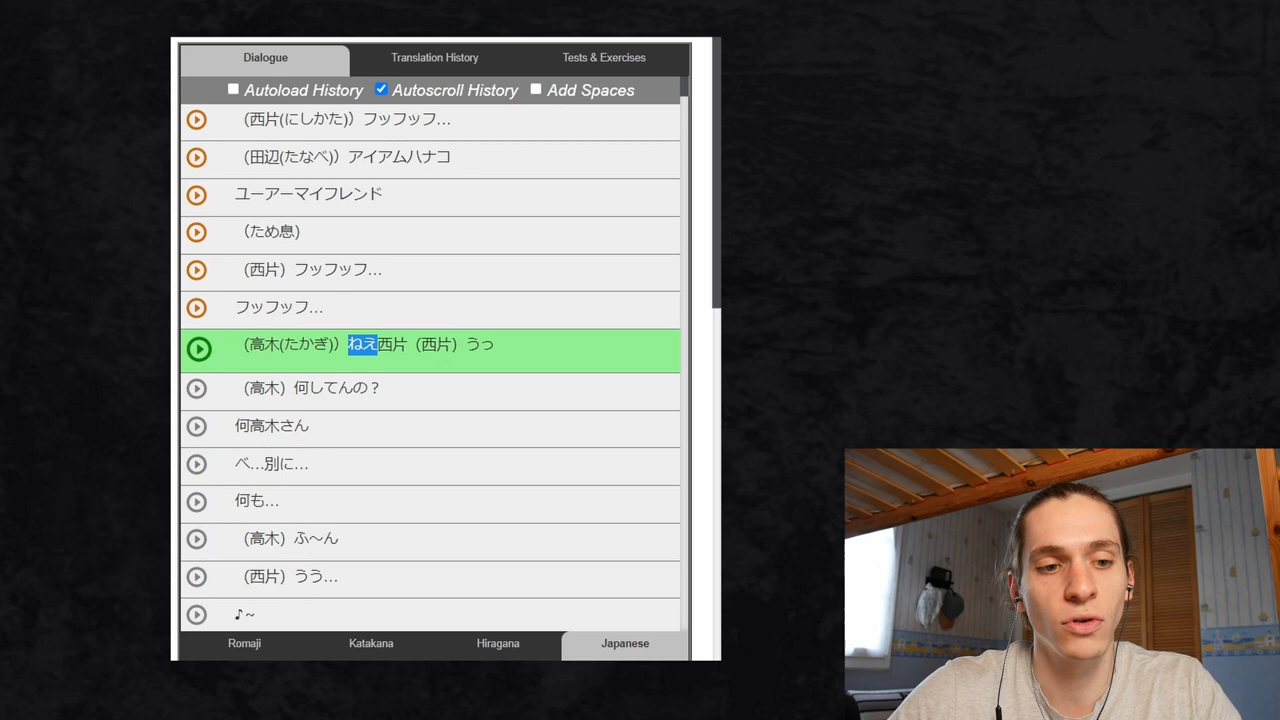 Dialogue Translation History Tests & Exercises
Autoload History Autoscroll History Add Spaces
（西片(にしかた)）フッフッフ…
（田辺(たなべ)）アイアムハナコ
ユーアーマイフレンド
（ため息）
（西片）フッフッフ…
フッフッフ…
（高木(たかぎ)）ねえ西片（西片）うっ
（高木）何してんの？
何高木さん
べ…別に…
何も…
（高木）ふ～ん
（西片）うう…
♪~
Romaji Katakana Hiragana Japanese